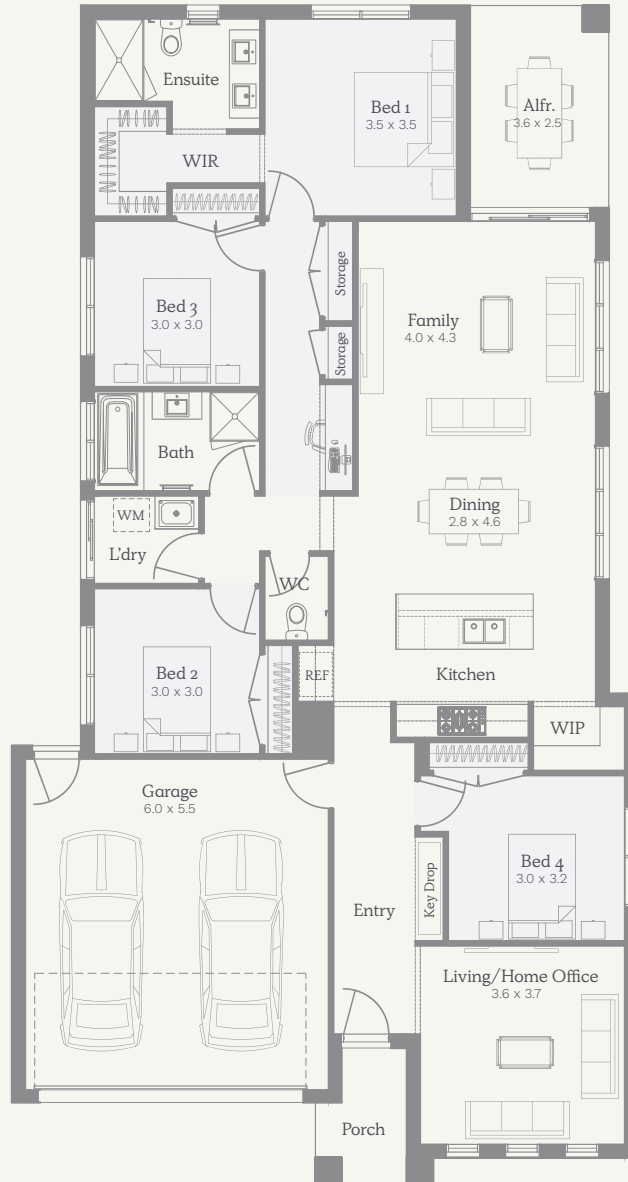 Ensuite
Bed 1
3.5 x 3.5
Alfr.
3.6 x 2.5
WIR
Storage
Bed 3
3.0 x 3.0
Family
4.0 x 4.3
Storage
Bath
Dining
2.8 x 4.6
WM
L'dry
WC
Bed 2
3.0 x 3.0
REF
Kitchen
WIP
Garage
6.0 x 5.5
Bed 4
3.0 x 3.2
Key Drop
Entry
Living/Home Office
3.6 x 3.7
Porch